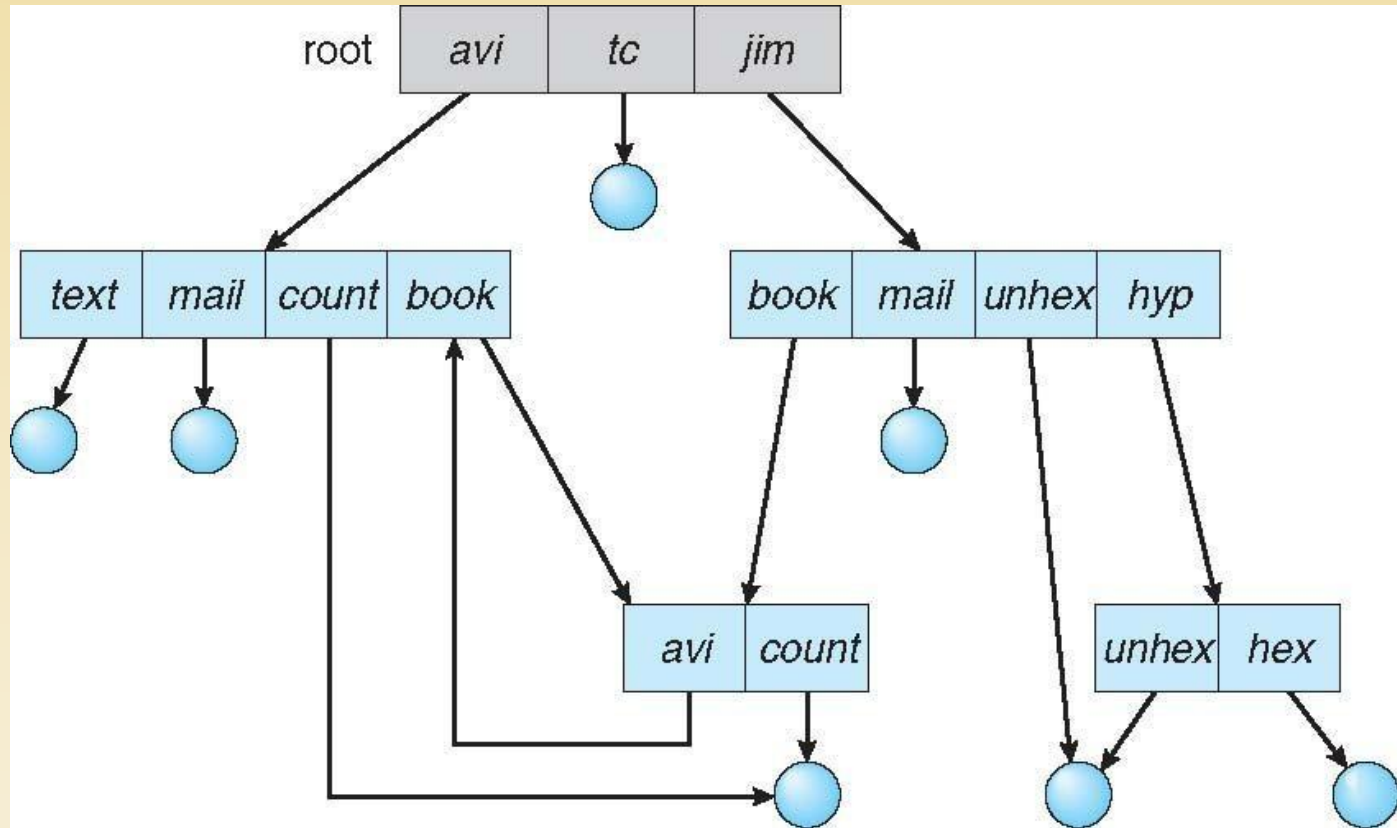 root avi tc jim
text mail count book
book mail unhex hyp
avi count
unhex hex